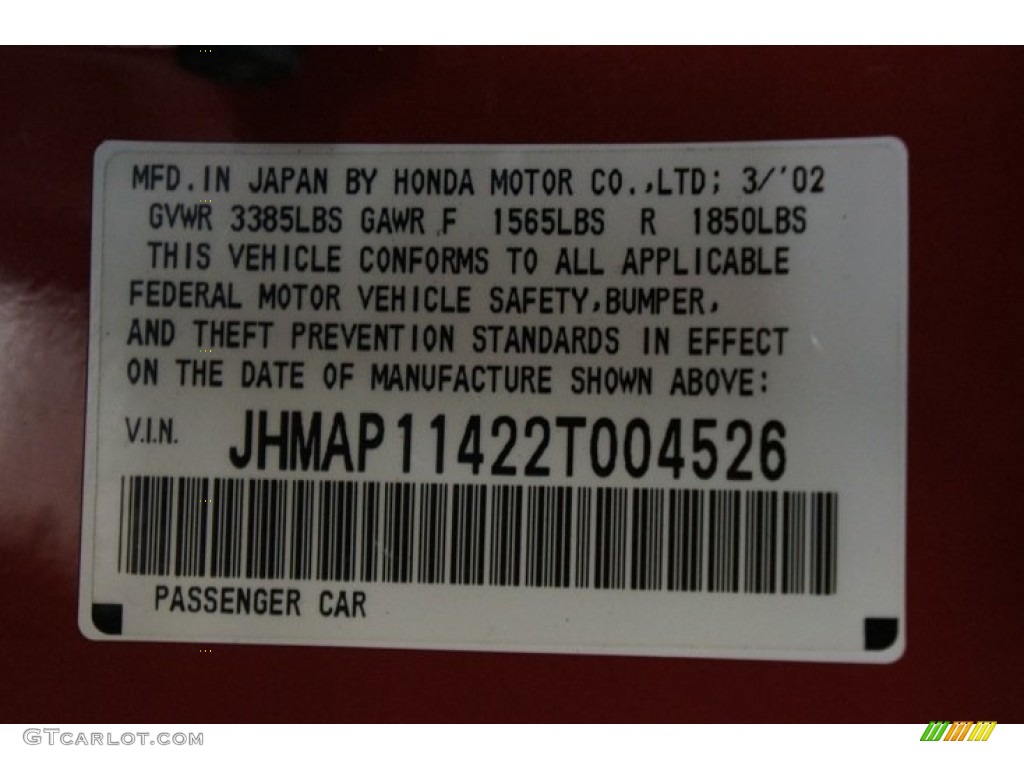 MFD. IN JAPAN BY HONDA MOTOR CO.,LTD; 3/'02
GVWR 3385LBS GAWR F 1565LBS R 1850LBS
THIS VEHICLE CONFORMS TO ALL APPLICABLE
FEDERAL MOTOR VEHICLE SAFETY,BUMPER,
AND THEFT PREVENTION STANDARDS IN EFFECT
ON THE DATE OF MANUFACTURE SHOWN ABOVE:
V.I.N. JHMAP11422T004526
PASSENGER CAR
GTCARLOT.COM